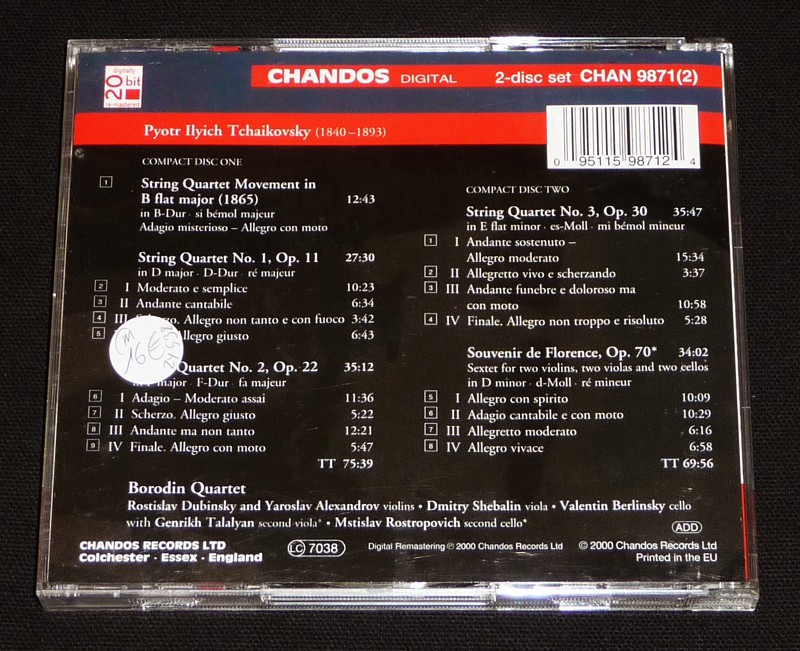 digitally
20 bit
re-mastered
CHANDOS DIGITAL 2-disc set CHAN 9871(2)
Pyotr Ilyich Tchaikovsky (1840–1893)
0 95115 98712 4
COMPACT DISC ONE
1 String Quartet Movement in
B flat major (1865) 12:43
in B-Dur · si bémol majeur
Adagio misterioso – Allegro con moto
String Quartet No. 1, Op. 11 27:30
in D major · D-Dur · ré majeur
2 I Moderato e semplice 10:23
3 II Andante cantabile 6:34
4 III Allegro non tanto e con fuoco 3:42
5 Allegro giusto 6:43
Quartet No. 2, Op. 22 35:12
major · F-Dur · fa majeur
6 I Adagio – Moderato assai 11:36
7 II Scherzo. Allegro giusto 5:22
8 III Andante ma non tanto 12:21
9 IV Finale. Allegro con moto 5:47
TT 75:39
16€
COMPACT DISC TWO
String Quartet No. 3, Op. 30 35:47
in E flat minor · es-Moll · mi bémol mineur
1 I Andante sostenuto –
Allegro moderato 15:34
2 II Allegretto vivo e scherzando 3:37
3 III Andante funebre e doloroso ma
con moto 10:58
4 IV Finale. Allegro non troppo e risoluto 5:28
Souvenir de Florence, Op. 70* 34:02
Sextet for two violins, two violas and two cellos
in D minor · d-Moll · ré mineur
5 I Allegro con spirito 10:09
6 II Adagio cantabile e con moto 10:29
7 III Allegretto moderato 6:16
8 IV Allegro vivace 6:58
TT 69:56
Borodin Quartet
Rostislav Dubinsky and Yaroslav Alexandrov violins • Dmitry Shebalin viola • Valentin Berlinsky cello
with Genrikh Talalyan second viola* • Mstislav Rostropovich second cello*
ADD
CHANDOS RECORDS LTD
Colchester · Essex · England
LC 7038
Digital Remastering ℗ 2000 Chandos Records Ltd
© 2000 Chandos Records Ltd
Printed in the EU